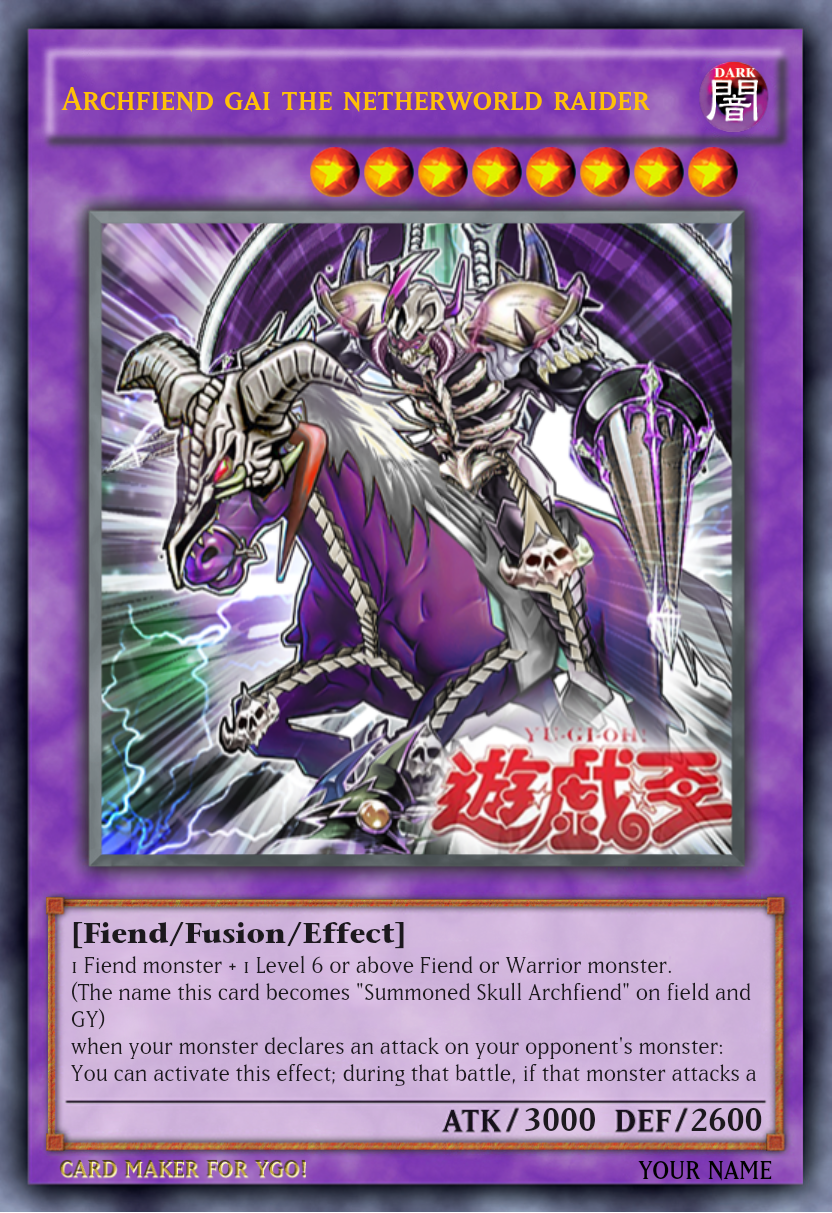 Archfiend gai the netherworld raider
DARK
闇
YU-GI-OH!
遊戯王
[Fiend/Fusion/Effect]
1 Fiend monster + 1 Level 6 or above Fiend or Warrior monster.
(The name this card becomes "Summoned Skull Archfiend" on field and
GY)
when your monster declares an attack on your opponent's monster:
You can activate this effect; during that battle, if that monster attacks a
ATK/3000 DEF/2600
CARD MAKER FOR YGO!
YOUR NAME